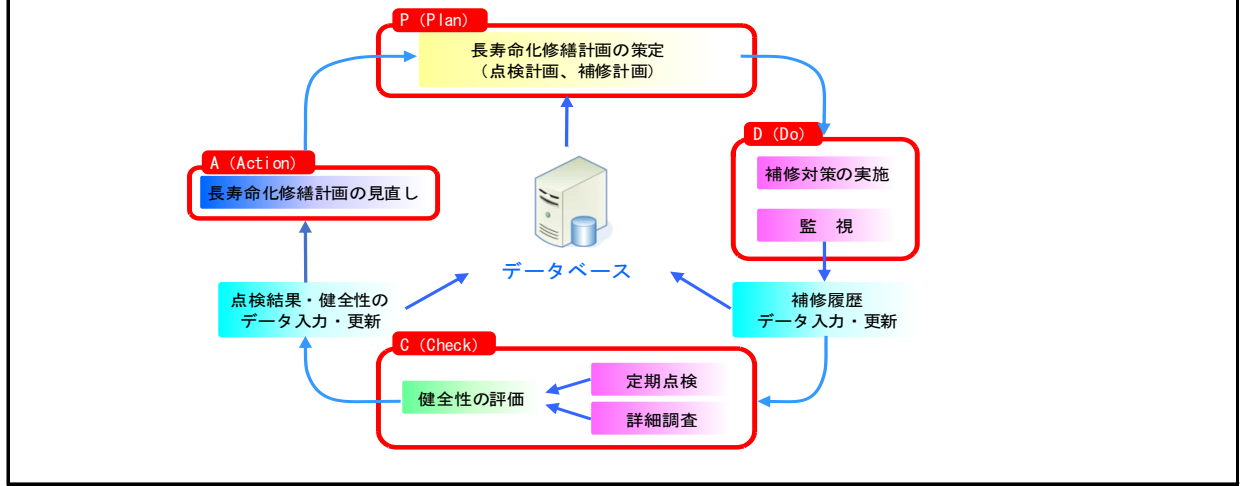 P (Plan)
長寿命化修繕計画の策定
(点検計画、補修計画)
D (Do)
補修対策の実施
監　視
A (Action)
長寿命化修繕計画の見直し
データベース
点検結果・健全性の
データ入力・更新
補修履歴
データ入力・更新
C (Check)
定期点検
健全性の評価
詳細調査